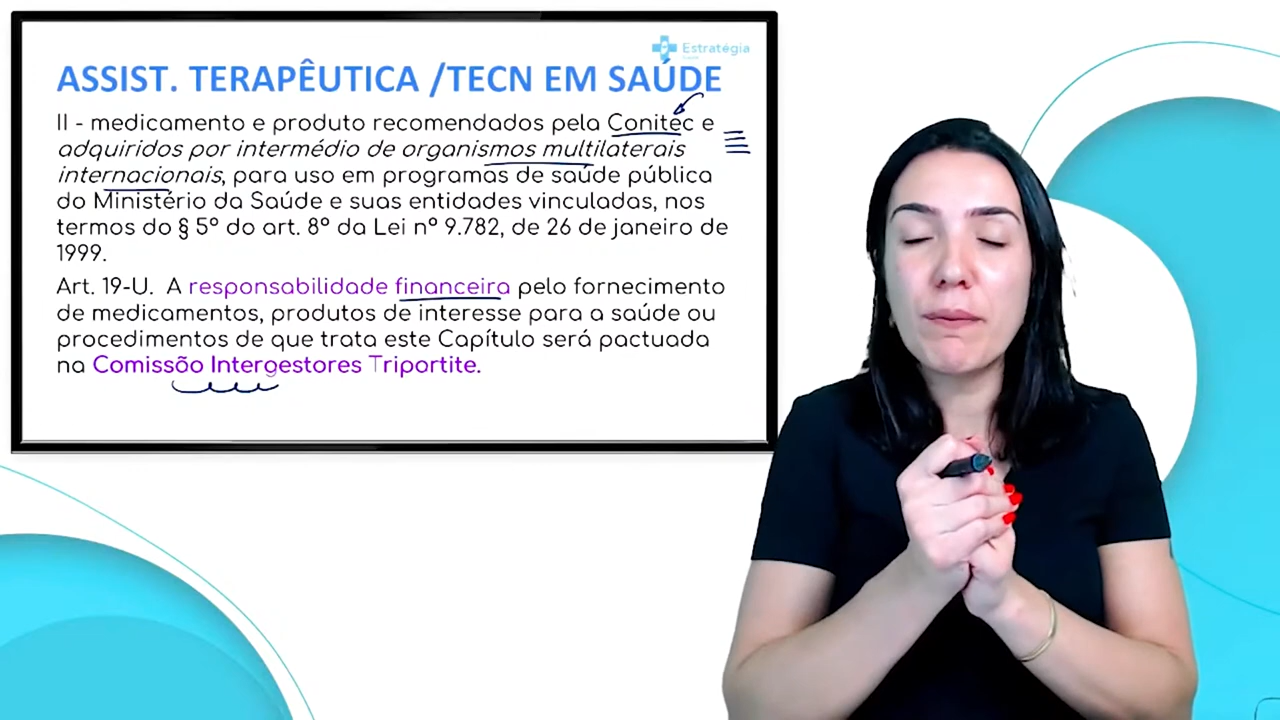 Estratégia
ASSIST. TERAPÊUTICA /TECN EM SAÚDE
II - medicamento e produto recomendados pela Conitec e
adquiridos por intermédio de organismos multilaterais
internacionais, para uso em programas de saúde pública
do Ministério da Saúde e suas entidades vinculadas, nos
termos do § 5º do art. 8º da Lei nº 9.782, de 26 de janeiro de
1999.
Art. 19-U. A responsabilidade financeira pelo fornecimento
de medicamentos, produtos de interesse para a saúde ou
procedimentos de que trata este Capítulo será pactuada
na Comissão Intergestores Tripartite.